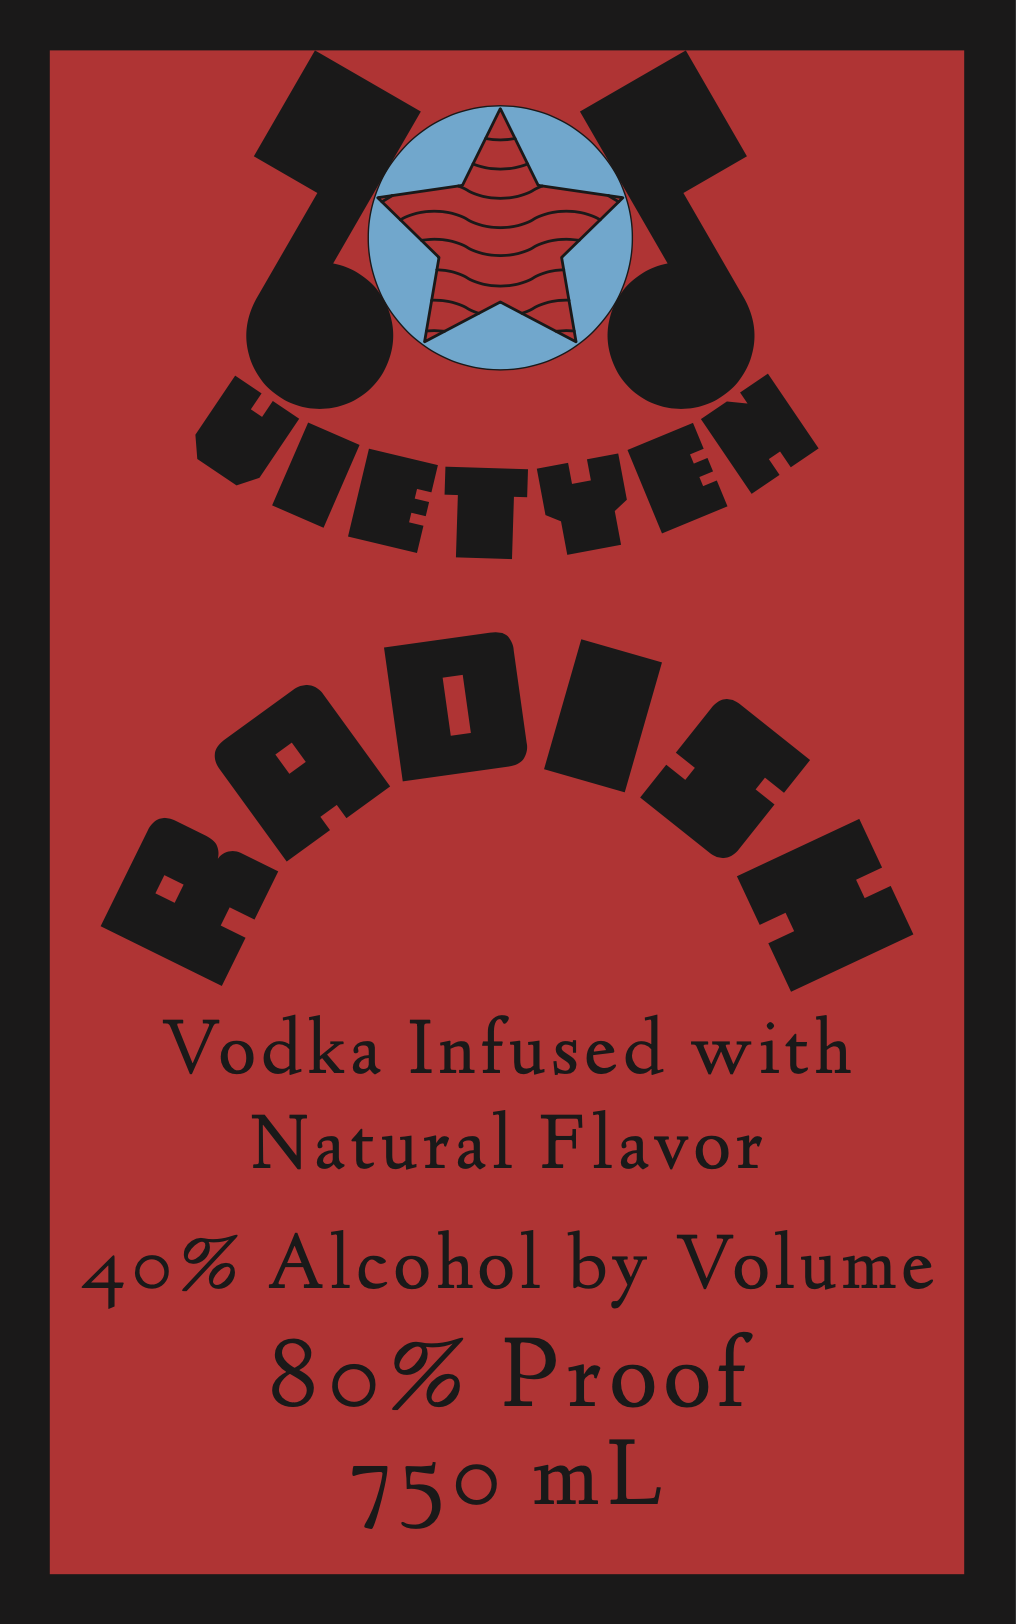 VIETYEN
RADISH
Vodka Infused with
Natural Flavor
40% Alcohol by Volume
80% Proof
750 mL